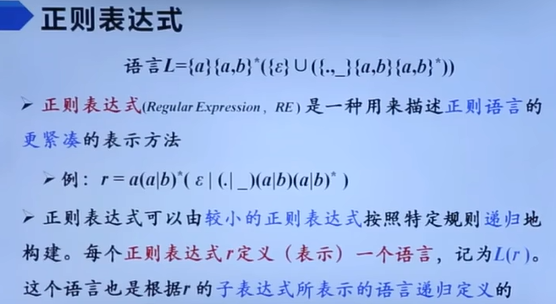 正则表达式
语言L={a}{a,b}*({ε}∪({.,_}{a,b}{a,b}*))
➢ 正则表达式(Regular Expression, RE) 是一种用来描述正则语言的
更紧凑的表示方法
➢ 例：r = a(a|b)*( ε | (.|_)(a|b)(a|b)* )
➢ 正则表达式可以由较小的正则表达式按照特定规则递归地
构建。每个正则表达式r定义（表示）一个语言，记为L(r)。
这个语言也是根据r 的子表达式所表示的语言递归定义的